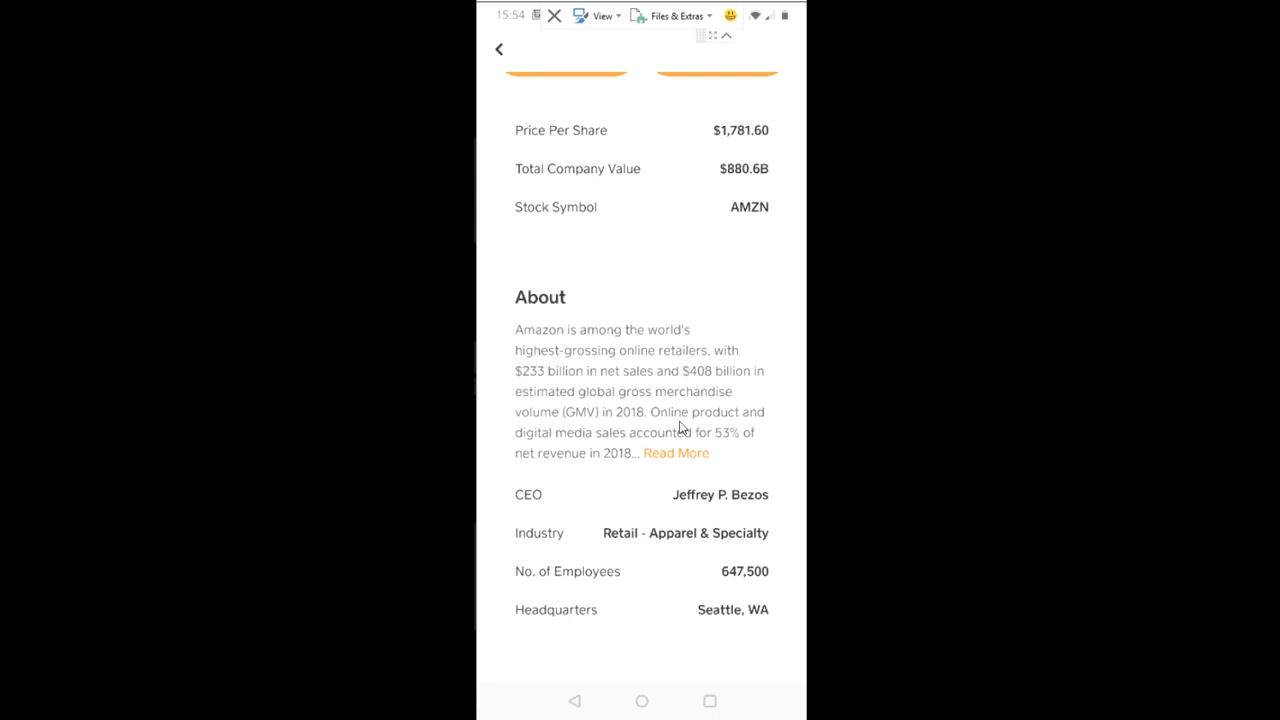 15:54 View Files & Extras
Price Per Share $1,781.60
Total Company Value $880.6B
Stock Symbol AMZN
About
Amazon is among the world's
highest-grossing online retailers, with
$233 billion in net sales and $408 billion in
estimated global gross merchandise
volume (GMV) in 2018. Online product and
digital media sales accounted for 53% of
net revenue in 2018... Read More
CEO Jeffrey P. Bezos
Industry Retail - Apparel & Specialty
No. of Employees 647,500
Headquarters Seattle, WA